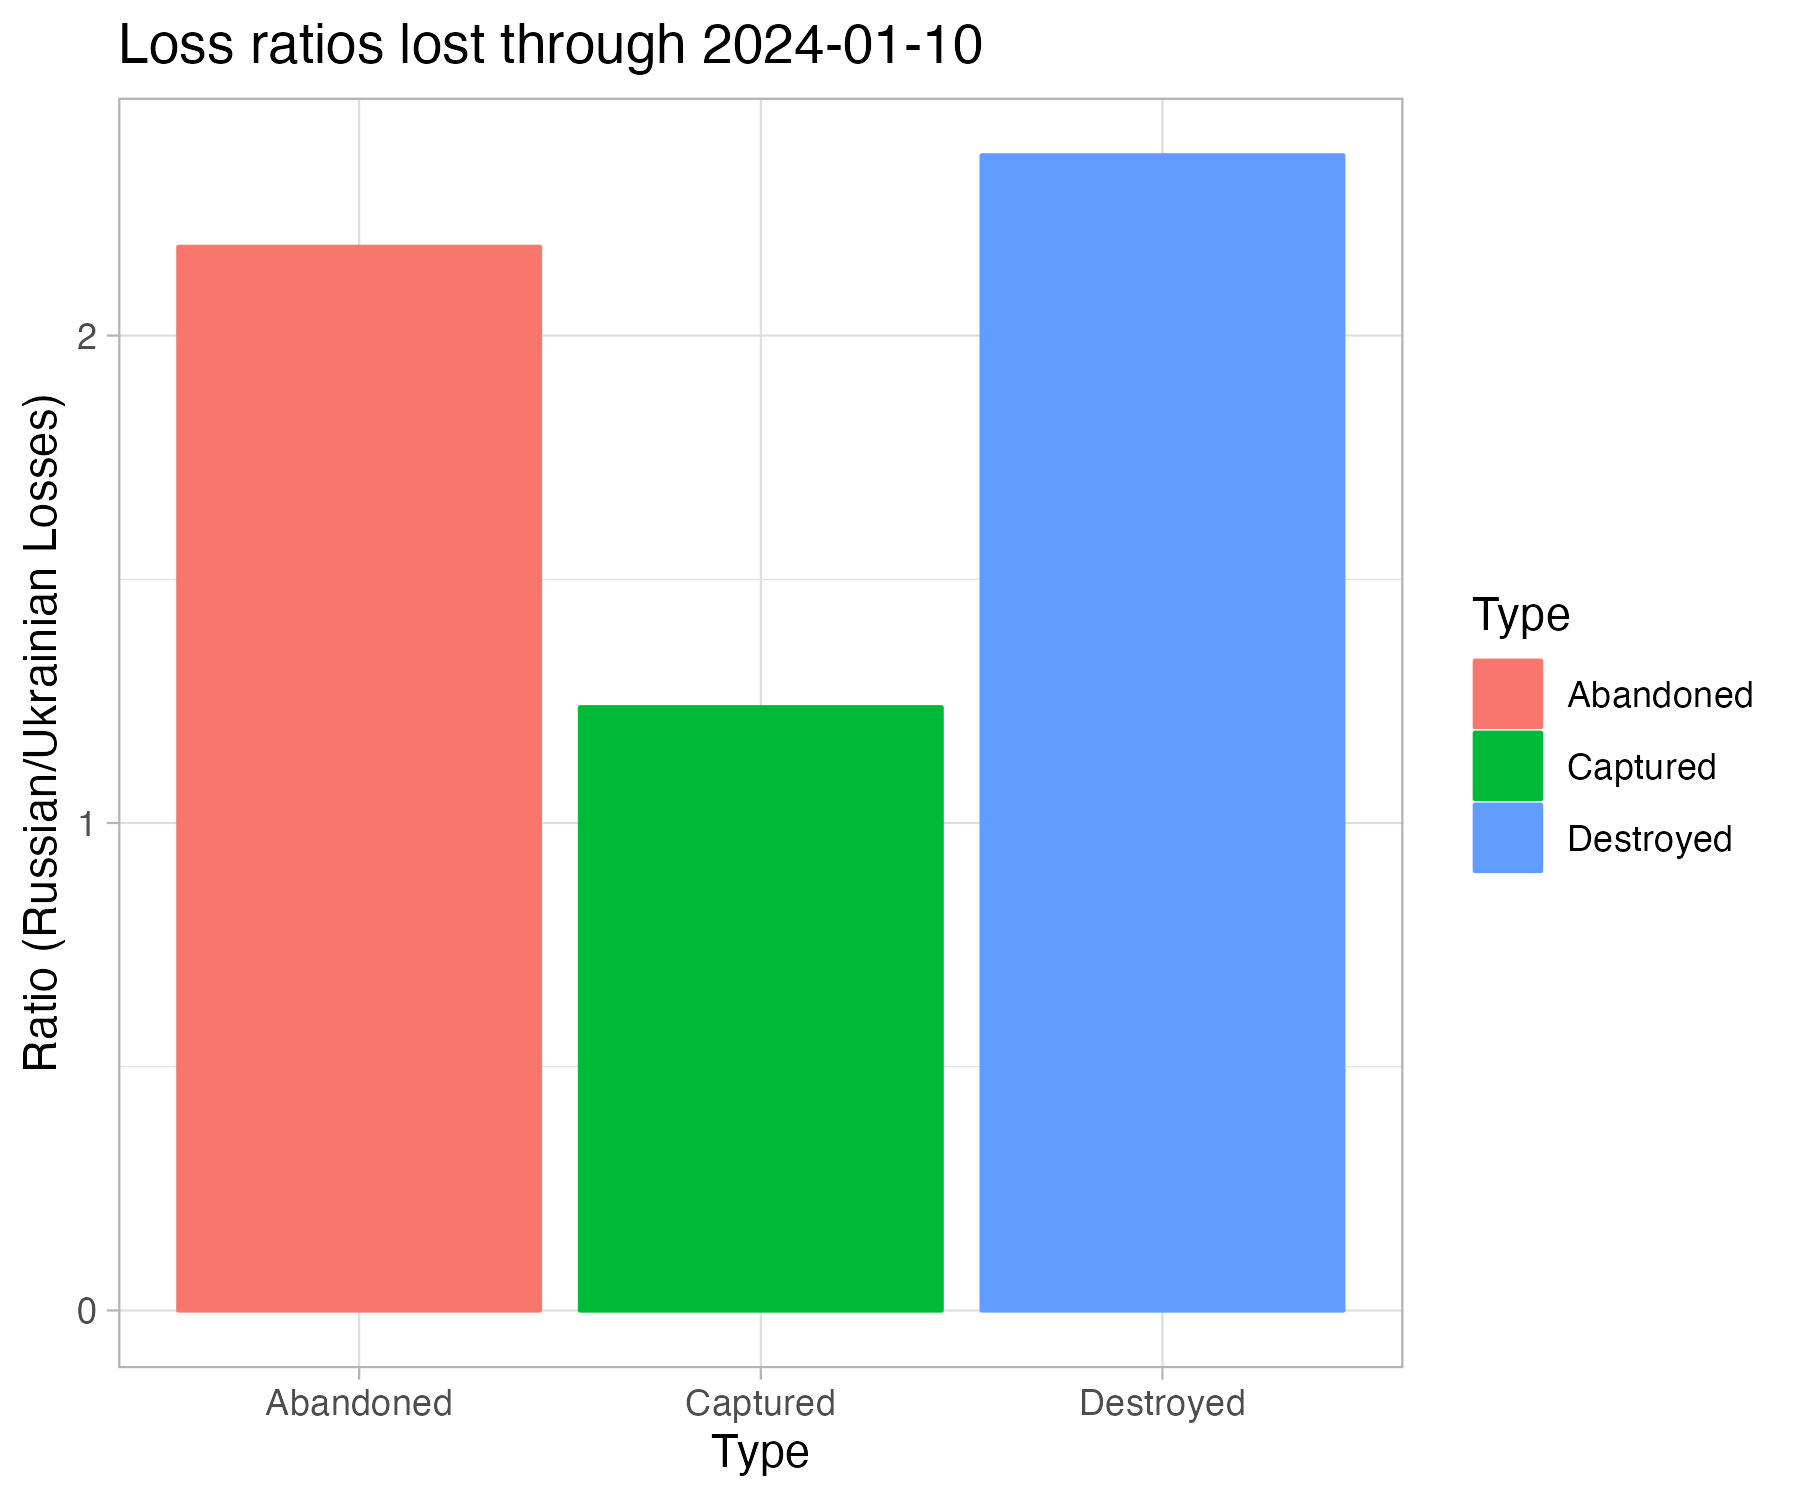 Loss ratios lost through 2024-01-10
Ratio (Russian/Ukrainian Losses)
2
1
0
Abandoned
Captured
Destroyed
Type
Type
Abandoned
Captured
Destroyed